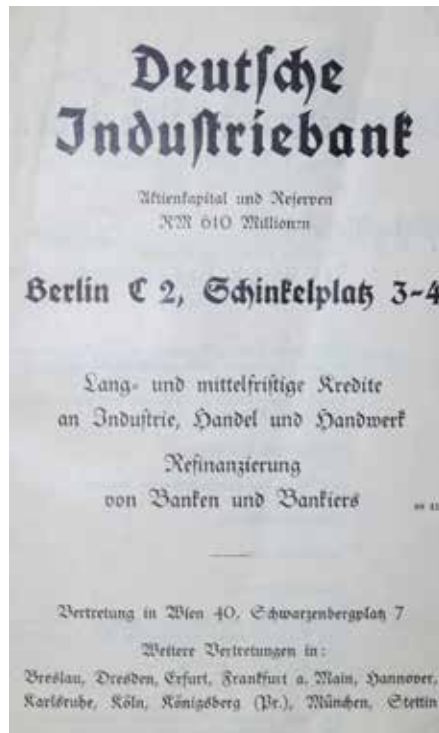 Deutsche
Industriebank
Aktienkapital und Reserven
RM 610 Millionen
Berlin C 2, Schinkelplatz 3-4
Lang- und mittelfristige Kredite
an Industrie, Handel und Handwerk
Refinanzierung
von Banken und Bankiers
Vertretung in Wien 40, Schwarzenbergplatz 7
Weitere Vertretungen in:
Breslau, Dresden, Erfurt, Frankfurt a. Main, Hannover,
Karlsruhe, Köln, Königsberg (Pr.), München, Stettin